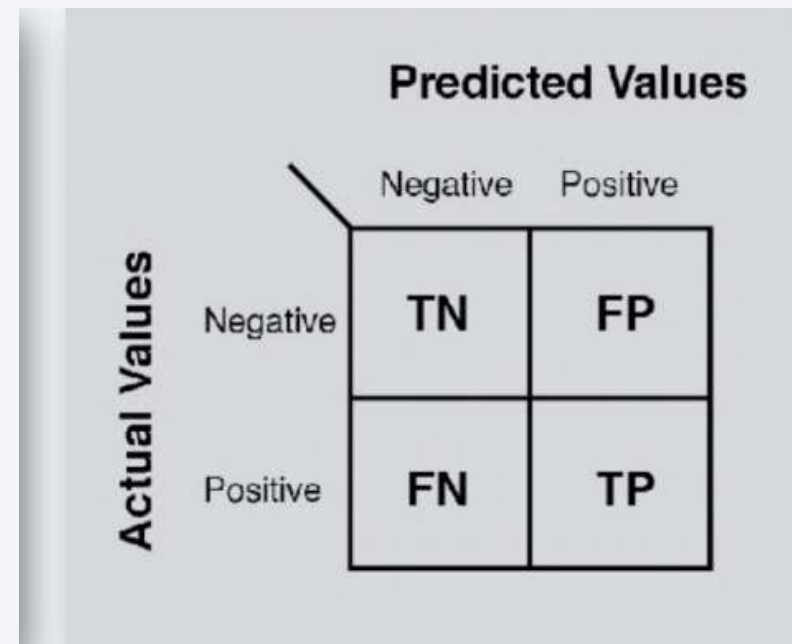 Predicted Values
Negative Positive
Actual Values
Negative TN FP
Positive FN TP